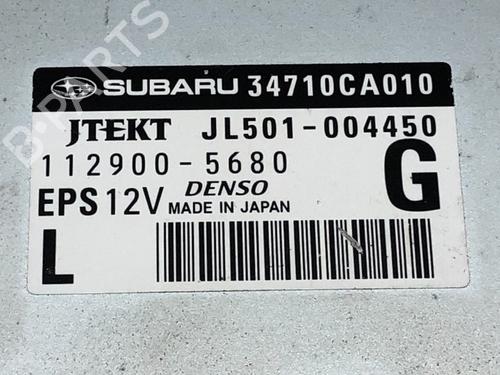 SUBARU 34710CA010
JTEKT JL501-004450
112900-5680
EPS 12V DENSO
MADE IN JAPAN
G
L
B-PARTS